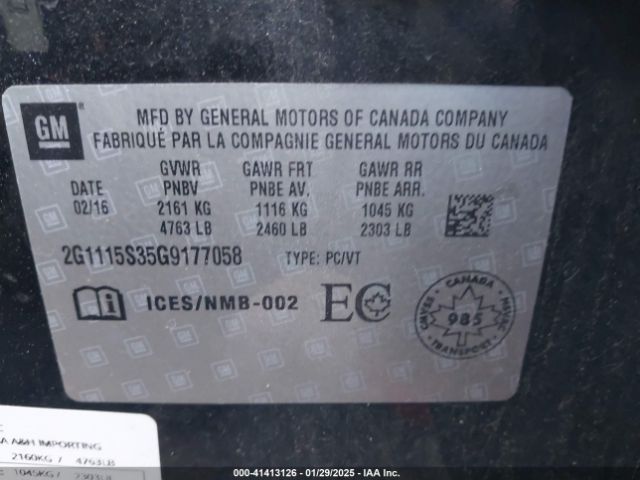 GM
MFD BY GENERAL MOTORS OF CANADA COMPANY
FABRIQUÉ PAR LA COMPAGNIE GENERAL MOTORS DU CANADA
GVWR GAWR FRT GAWR RR
DATE PNBV PNBE AV. PNBE ARR.
02/16 2161 KG 1116 KG 1045 KG
4763 LB 2460 LB 2303 LB
2G1115S35G9177058 TYPE: PC/VT
ICES/NMB-002 EC
CANADA
985
TRANSPORT
A&H IMPORTING
2160KG / 4763LB
1045KG / 2303LB
000-41413126 - 01/29/2025 - IAAI.com